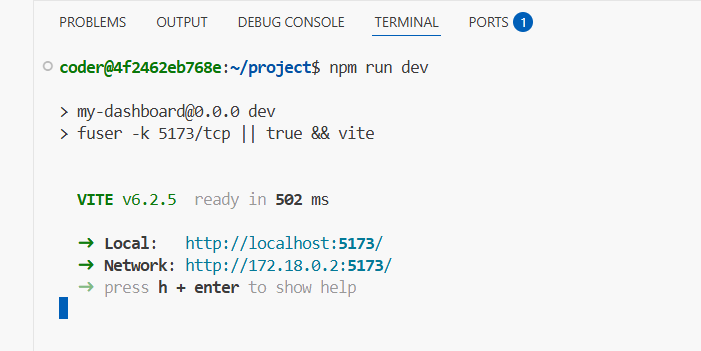 PROBLEMS OUTPUT DEBUG CONSOLE TERMINAL PORTS 1
coder@4f2462eb768e:~/project$ npm run dev
> my-dashboard@0.0.0 dev
> fuser -k 5173/tcp || true && vite
VITE v6.2.5 ready in 502 ms
➜ Local: http://localhost:5173/
➜ Network: http://172.18.0.2:5173/
➜ press h + enter to show help